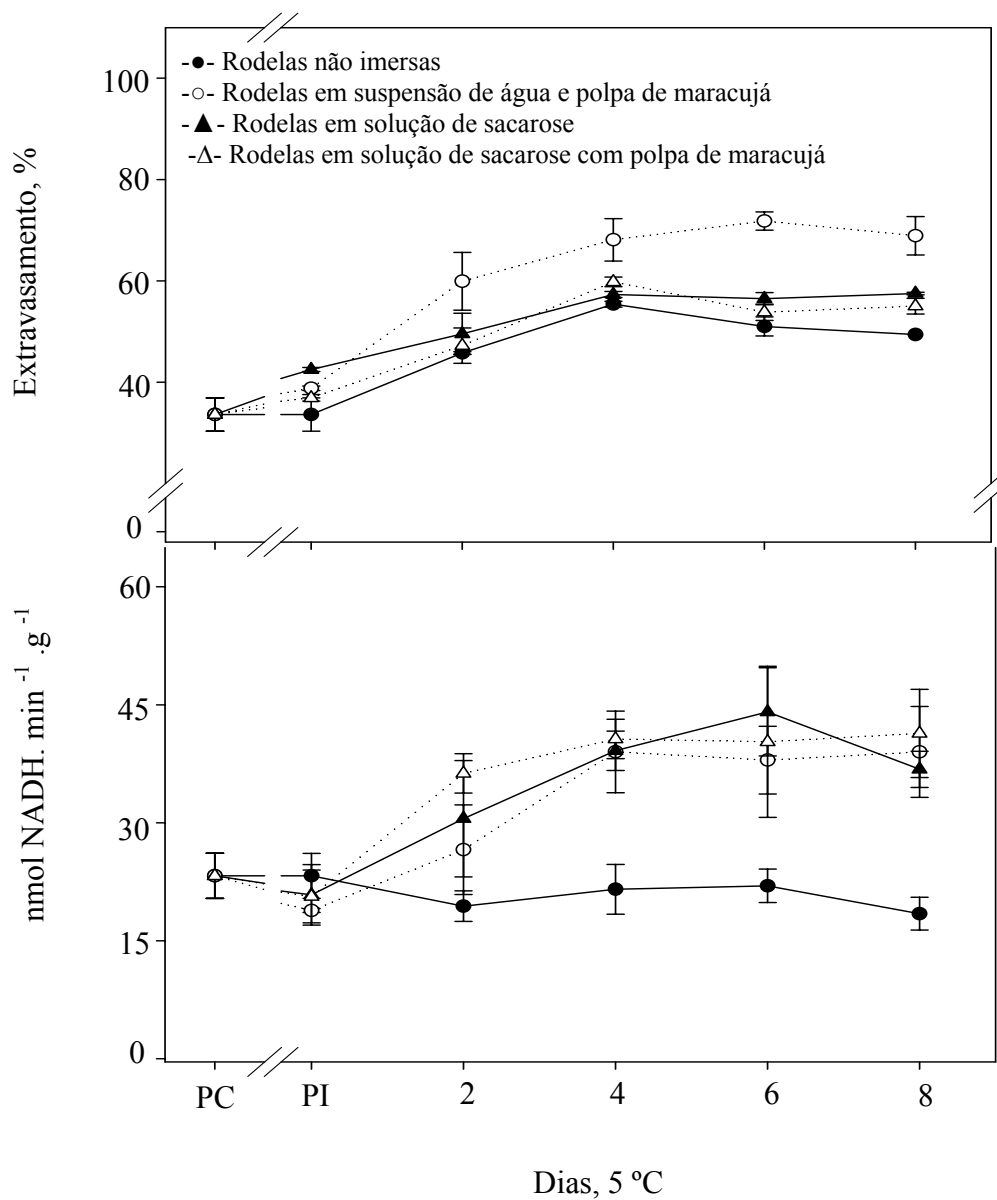 -●- Rodelas não imersas
-○- Rodelas em suspensão de água e polpa de maracujá
-▲- Rodelas em solução de sacarose
-Δ- Rodelas em solução de sacarose com polpa de maracujá
Extravasamento, %
100
80
60
40
0
nmol NADH. min⁻¹ .g⁻¹
60
45
30
15
0
PC PI 2 4 6 8
Dias, 5 ºC